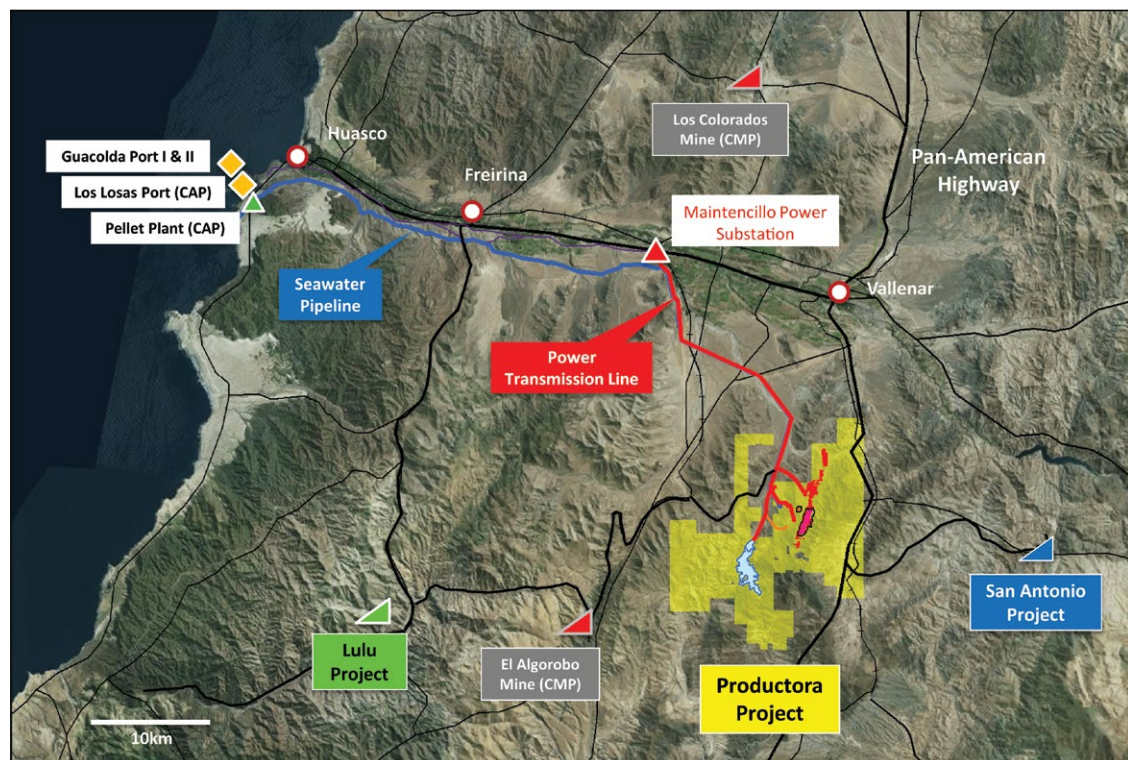 Huasco
Guacolda Port I & II
Los Losas Port (CAP)
Pellet Plant (CAP)
Freirina
Los Colorados
Mine (CMP)
Pan-American
Highway
Maintencillo Power
Substation
Seawater
Pipeline
Vallenar
Power
Transmission Line
San Antonio
Project
Lulu
Project
El Algorobo
Mine (CMP)
Productora
Project
10km